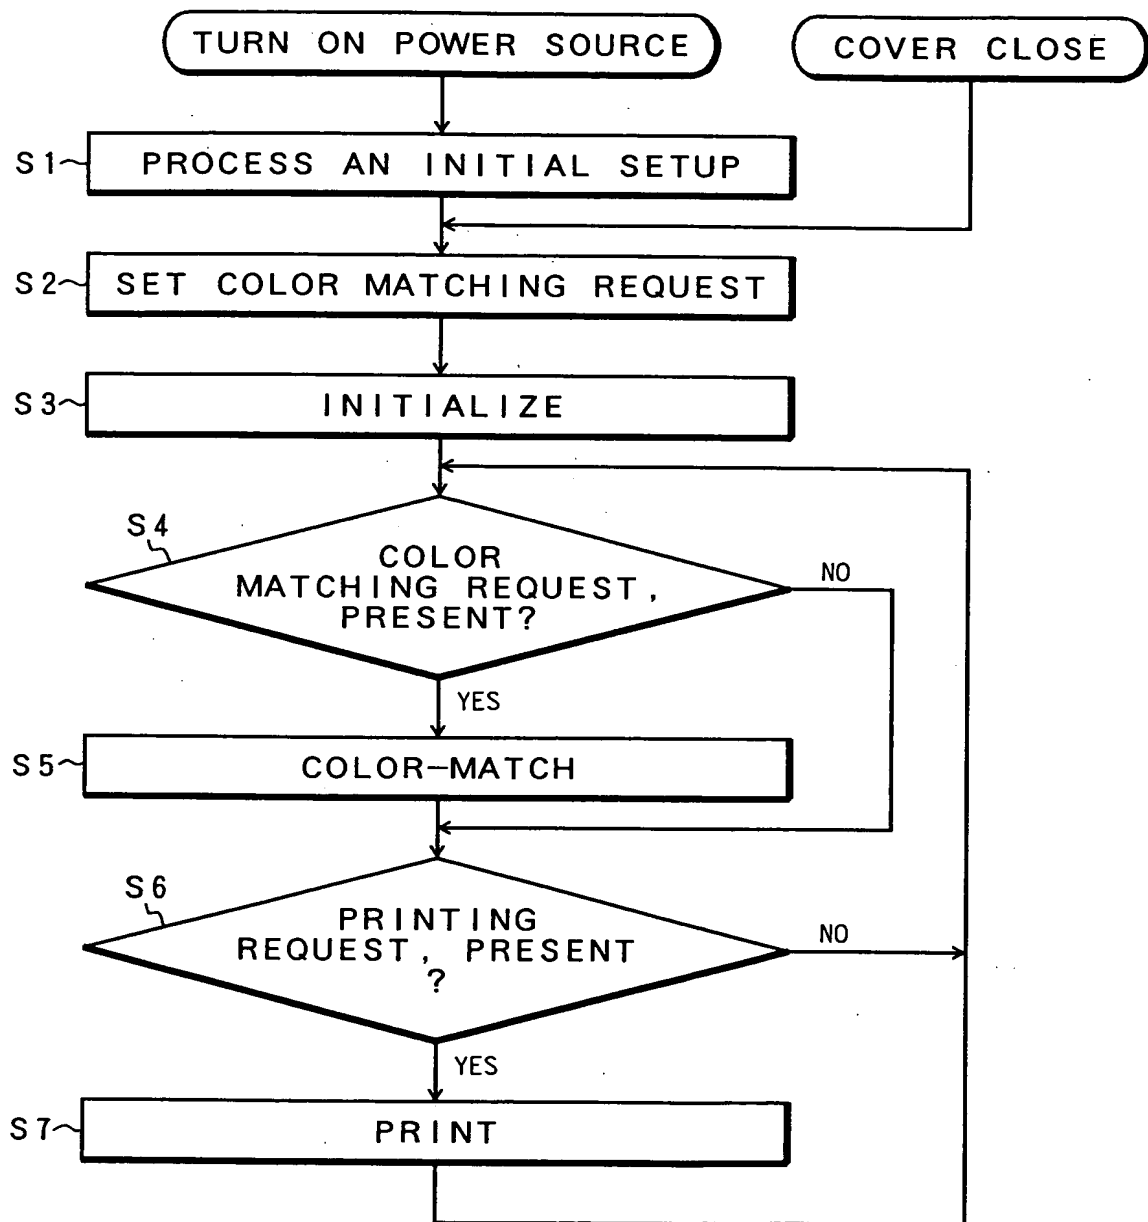 TURN ON POWER SOURCE
COVER CLOSE
S1
PROCESS AN INITIAL SETUP
S2
SET COLOR MATCHING REQUEST
S3
INITIALIZE
S4
COLOR
MATCHING REQUEST,
PRESENT?
NO
YES
S5
COLOR-MATCH
S6
PRINTING
REQUEST, PRESENT
?
NO
YES
S7
PRINT